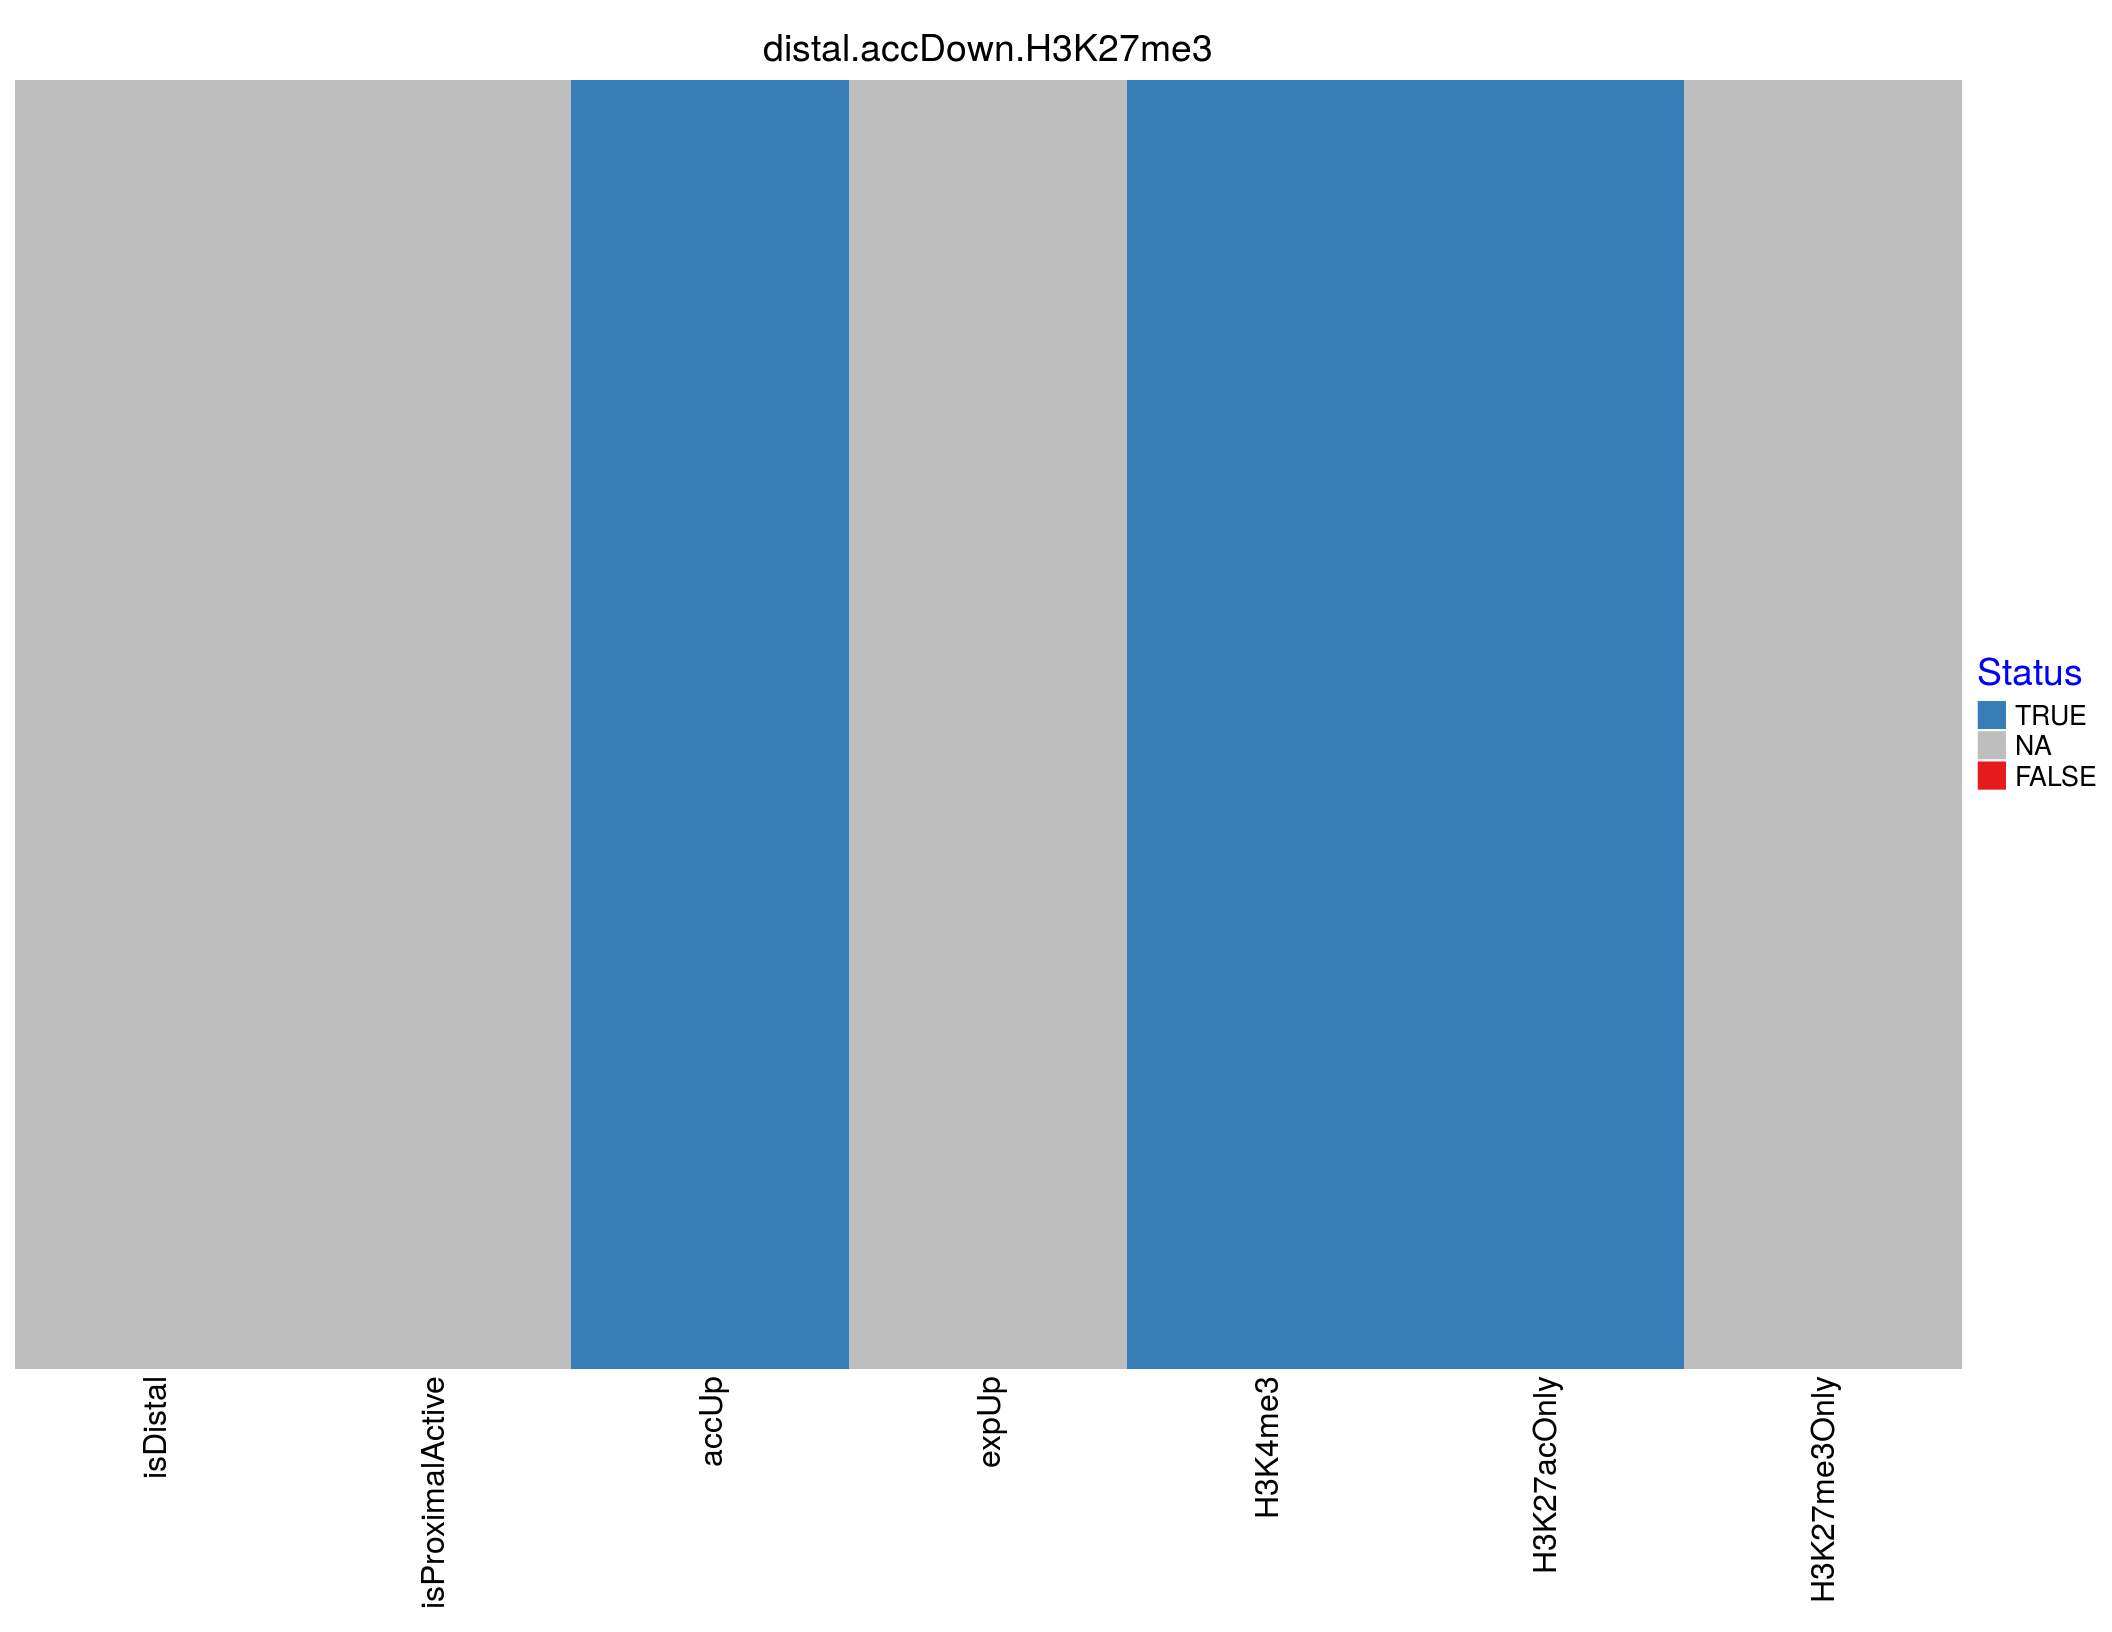 distal.accDown.H3K27me3
Status
TRUE
NA
FALSE
isDistal
isProximalActive
accUp
expUp
H3K4me3
H3K27acOnly
H3K27me3Only